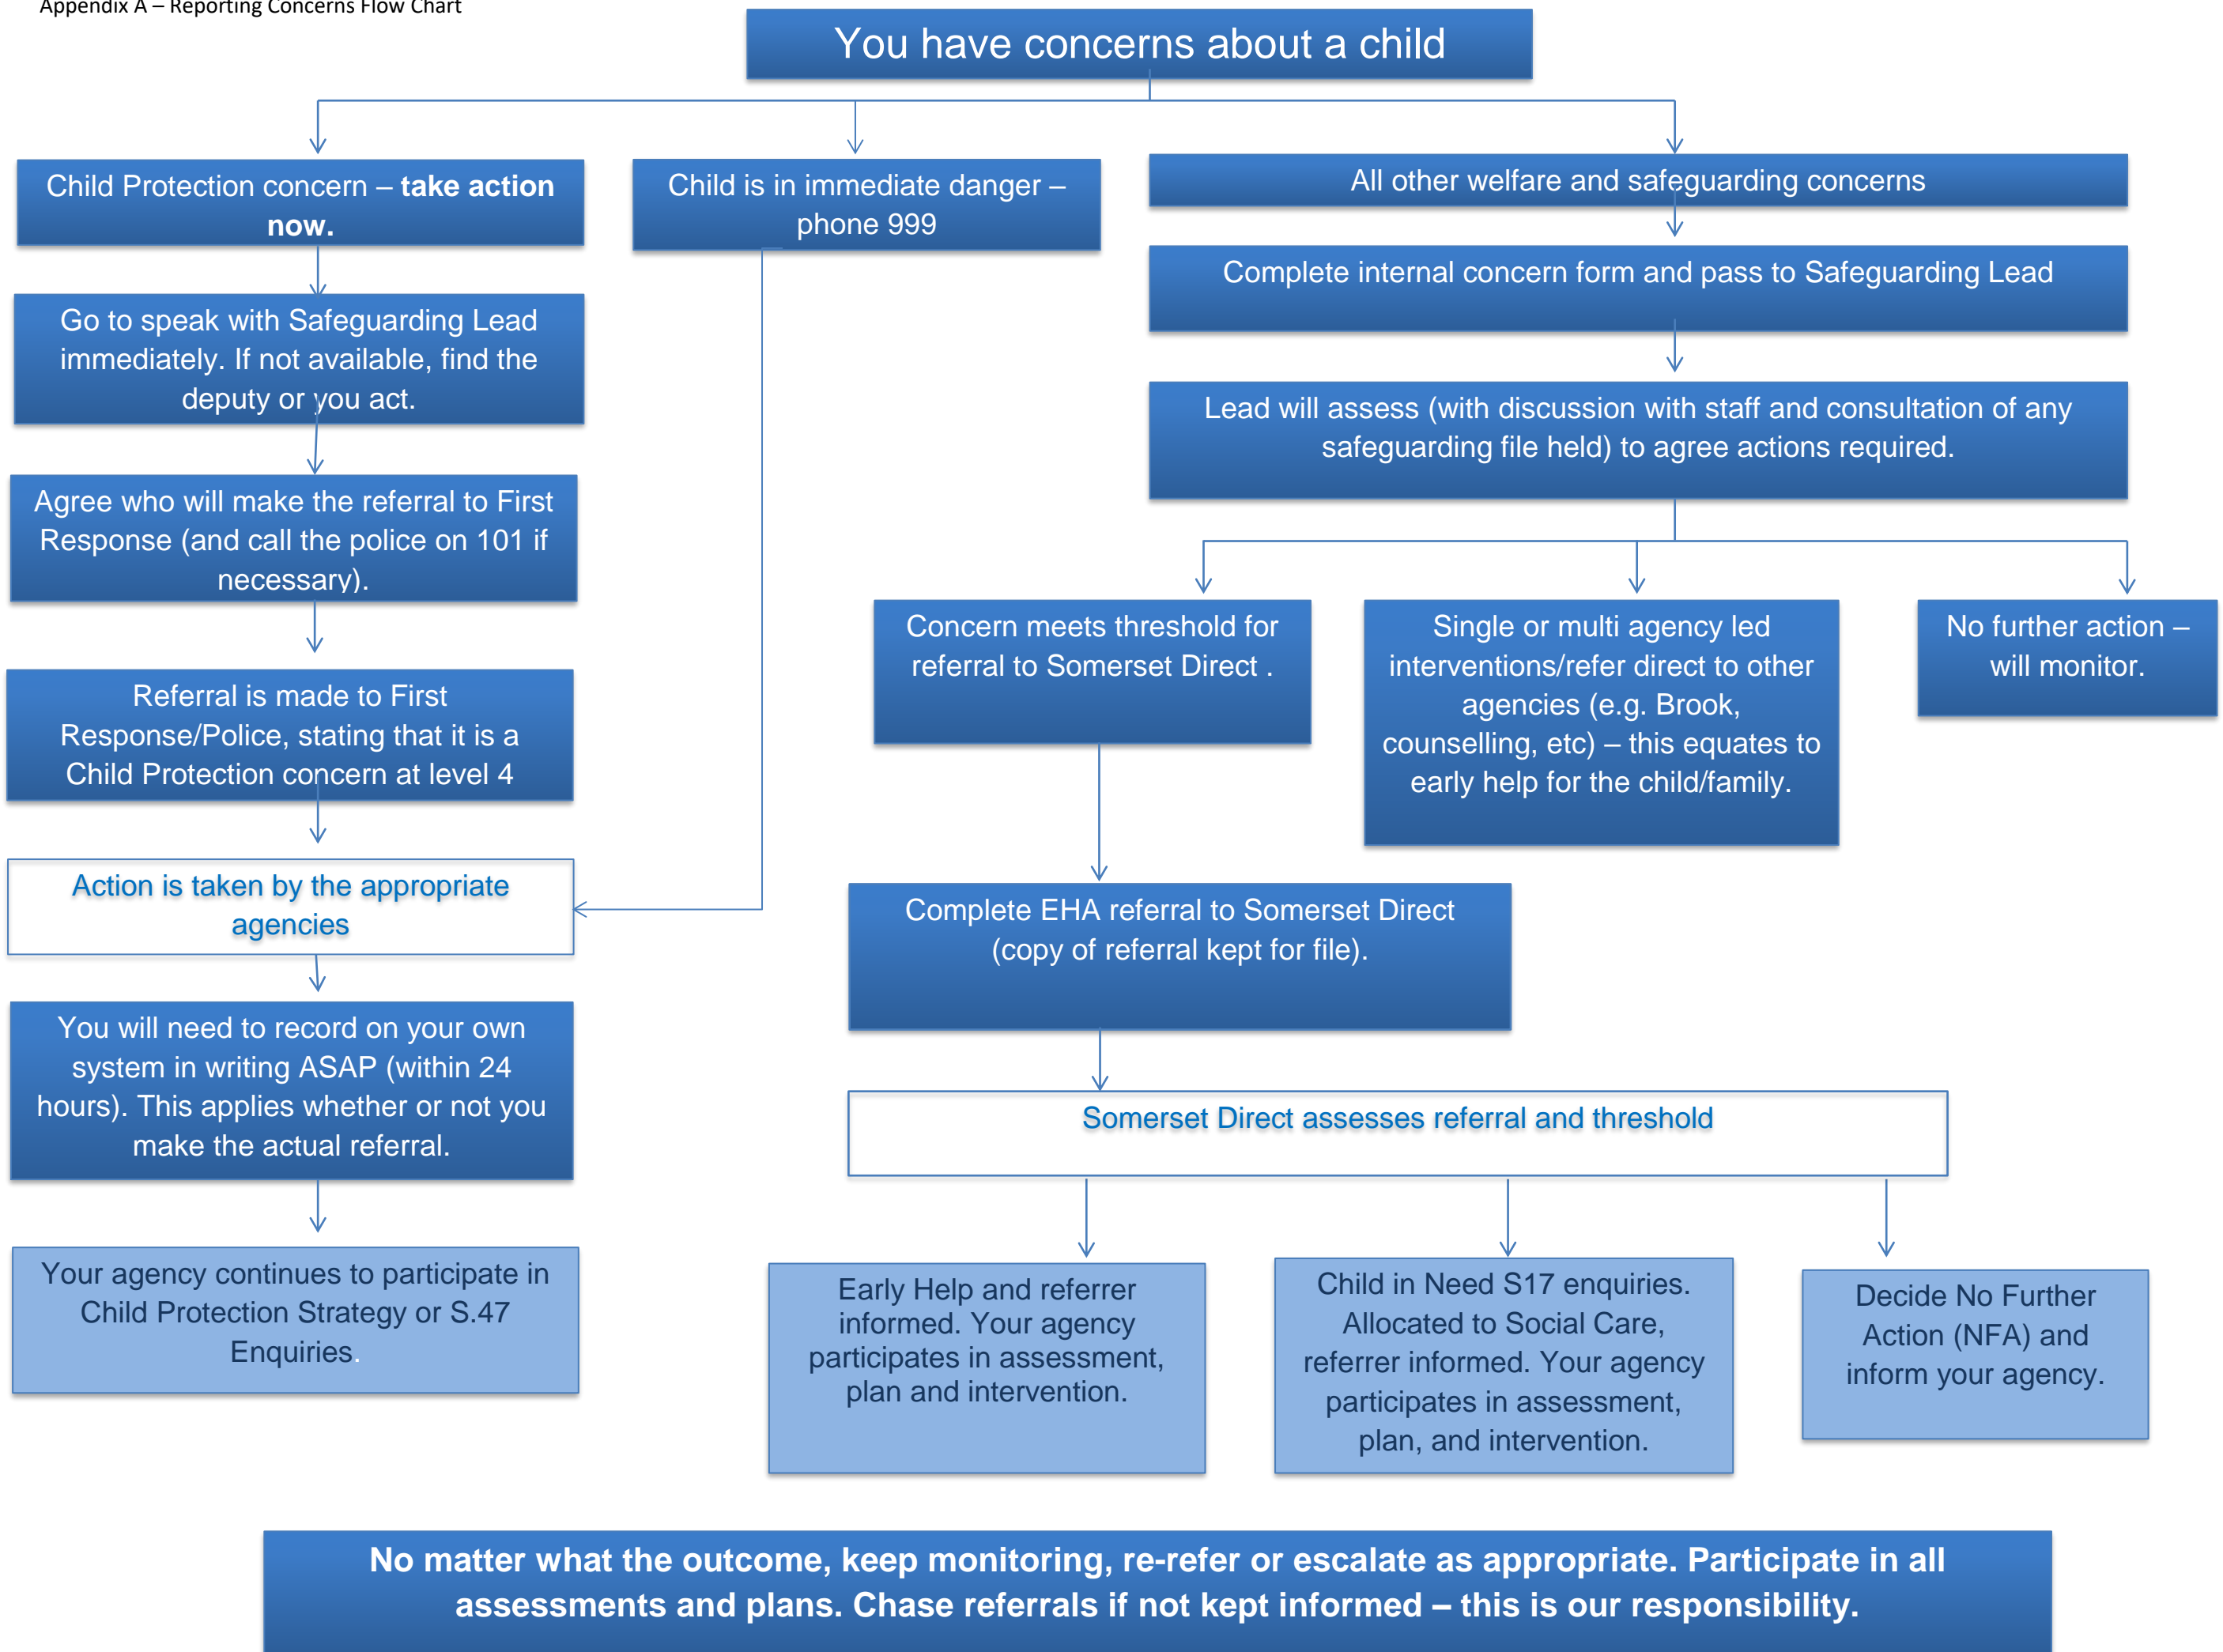 Appendix A – Reporting Concerns Flow Chart
You have concerns about a child
Child Protection concern – take action
now.
Child is in immediate danger –
phone 999
All other welfare and safeguarding concerns
Complete internal concern form and pass to Safeguarding Lead
Go to speak with Safeguarding Lead
immediately. If not available, find the
deputy or you act.
Lead will assess (with discussion with staff and consultation of any
safeguarding file held) to agree actions required.
Agree who will make the referral to First
Response (and call the police on 101 if
necessary).
Concern meets threshold for
referral to Somerset Direct .
Single or multi agency led
interventions/refer direct to other
agencies (e.g. Brook,
counselling, etc) – this equates to
early help for the child/family.
No further action –
will monitor.
Referral is made to First
Response/Police, stating that it is a
Child Protection concern at level 4
Action is taken by the appropriate
agencies
Complete EHA referral to Somerset Direct
(copy of referral kept for file).
You will need to record on your own
system in writing ASAP (within 24
hours). This applies whether or not you
make the actual referral.
Somerset Direct assesses referral and threshold
Your agency continues to participate in
Child Protection Strategy or S.47
Enquiries.
Early Help and referrer
informed. Your agency
participates in assessment,
plan and intervention.
Child in Need S17 enquiries.
Allocated to Social Care,
referrer informed. Your agency
participates in assessment,
plan, and intervention.
Decide No Further
Action (NFA) and
inform your agency.
No matter what the outcome, keep monitoring, re-refer or escalate as appropriate. Participate in all
assessments and plans. Chase referrals if not kept informed – this is our responsibility.